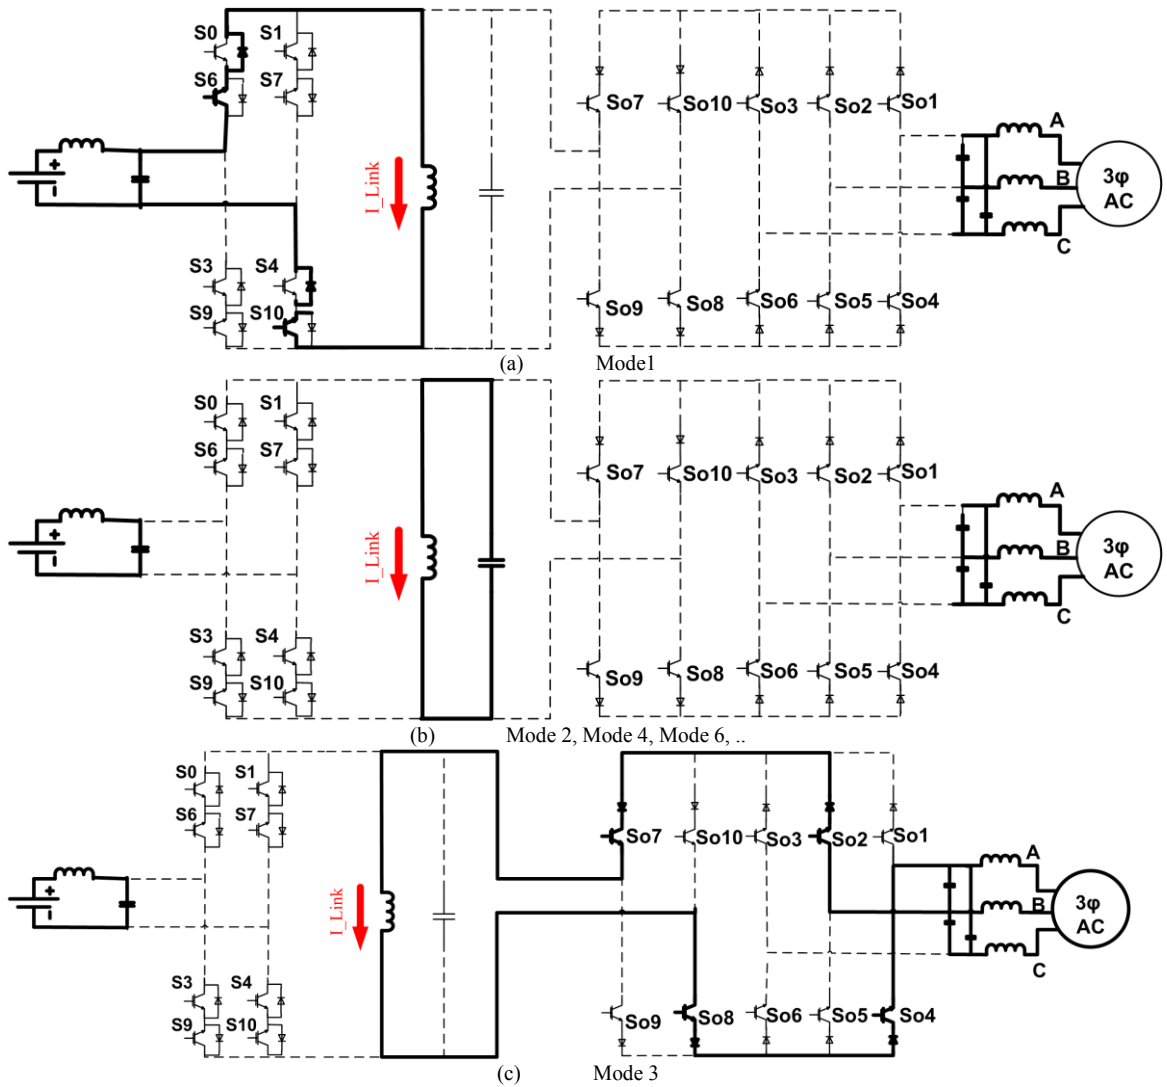 S0 S1
S6 S7
So7 So10 So3 So2 So1
A
+
I_Link
B
3φ
AC
C
S3 S4
S9 S10
So9 So8 So6 So5 So4
(a) Mode1
S0 S1
S6 S7
So7 So10 So3 So2 So1
A
+
I_Link
B
3φ
AC
C
S3 S4
S9 S10
So9 So8 So6 So5 So4
(b) Mode 2, Mode 4, Mode 6, ..
S0 S1
S6 S7
So7 So10 So3 So2 So1
A
+
I_Link
B
3φ
AC
C
S3 S4
S9 S10
So9 So8 So6 So5 So4
(c) Mode 3